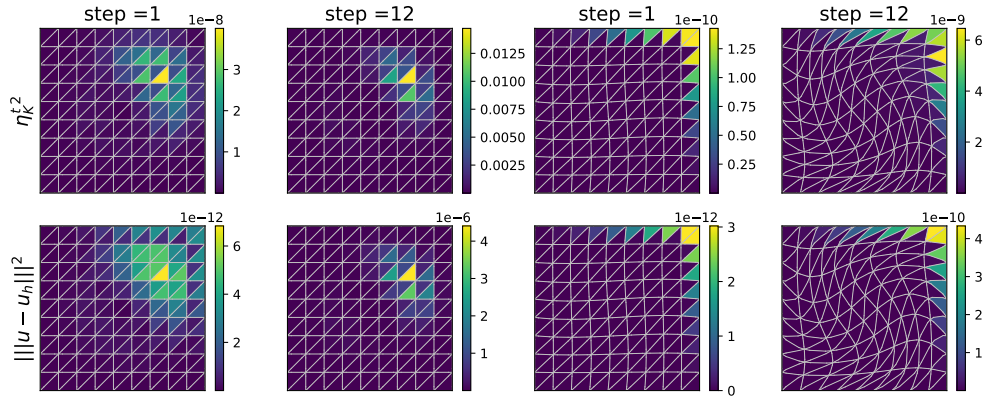 step =1
step =12
step =1
step =12
1e−8
1e−10
1e−9
η_K^t^2
3
2
1
0.0125
0.0100
0.0075
0.0050
0.0025
1.25
1.00
0.75
0.50
0.25
6
4
2
1e−12
1e−6
1e−12
1e−10
|||u − u_h|||^2
6
4
2
4
3
2
1
3
2
1
0
4
3
2
1